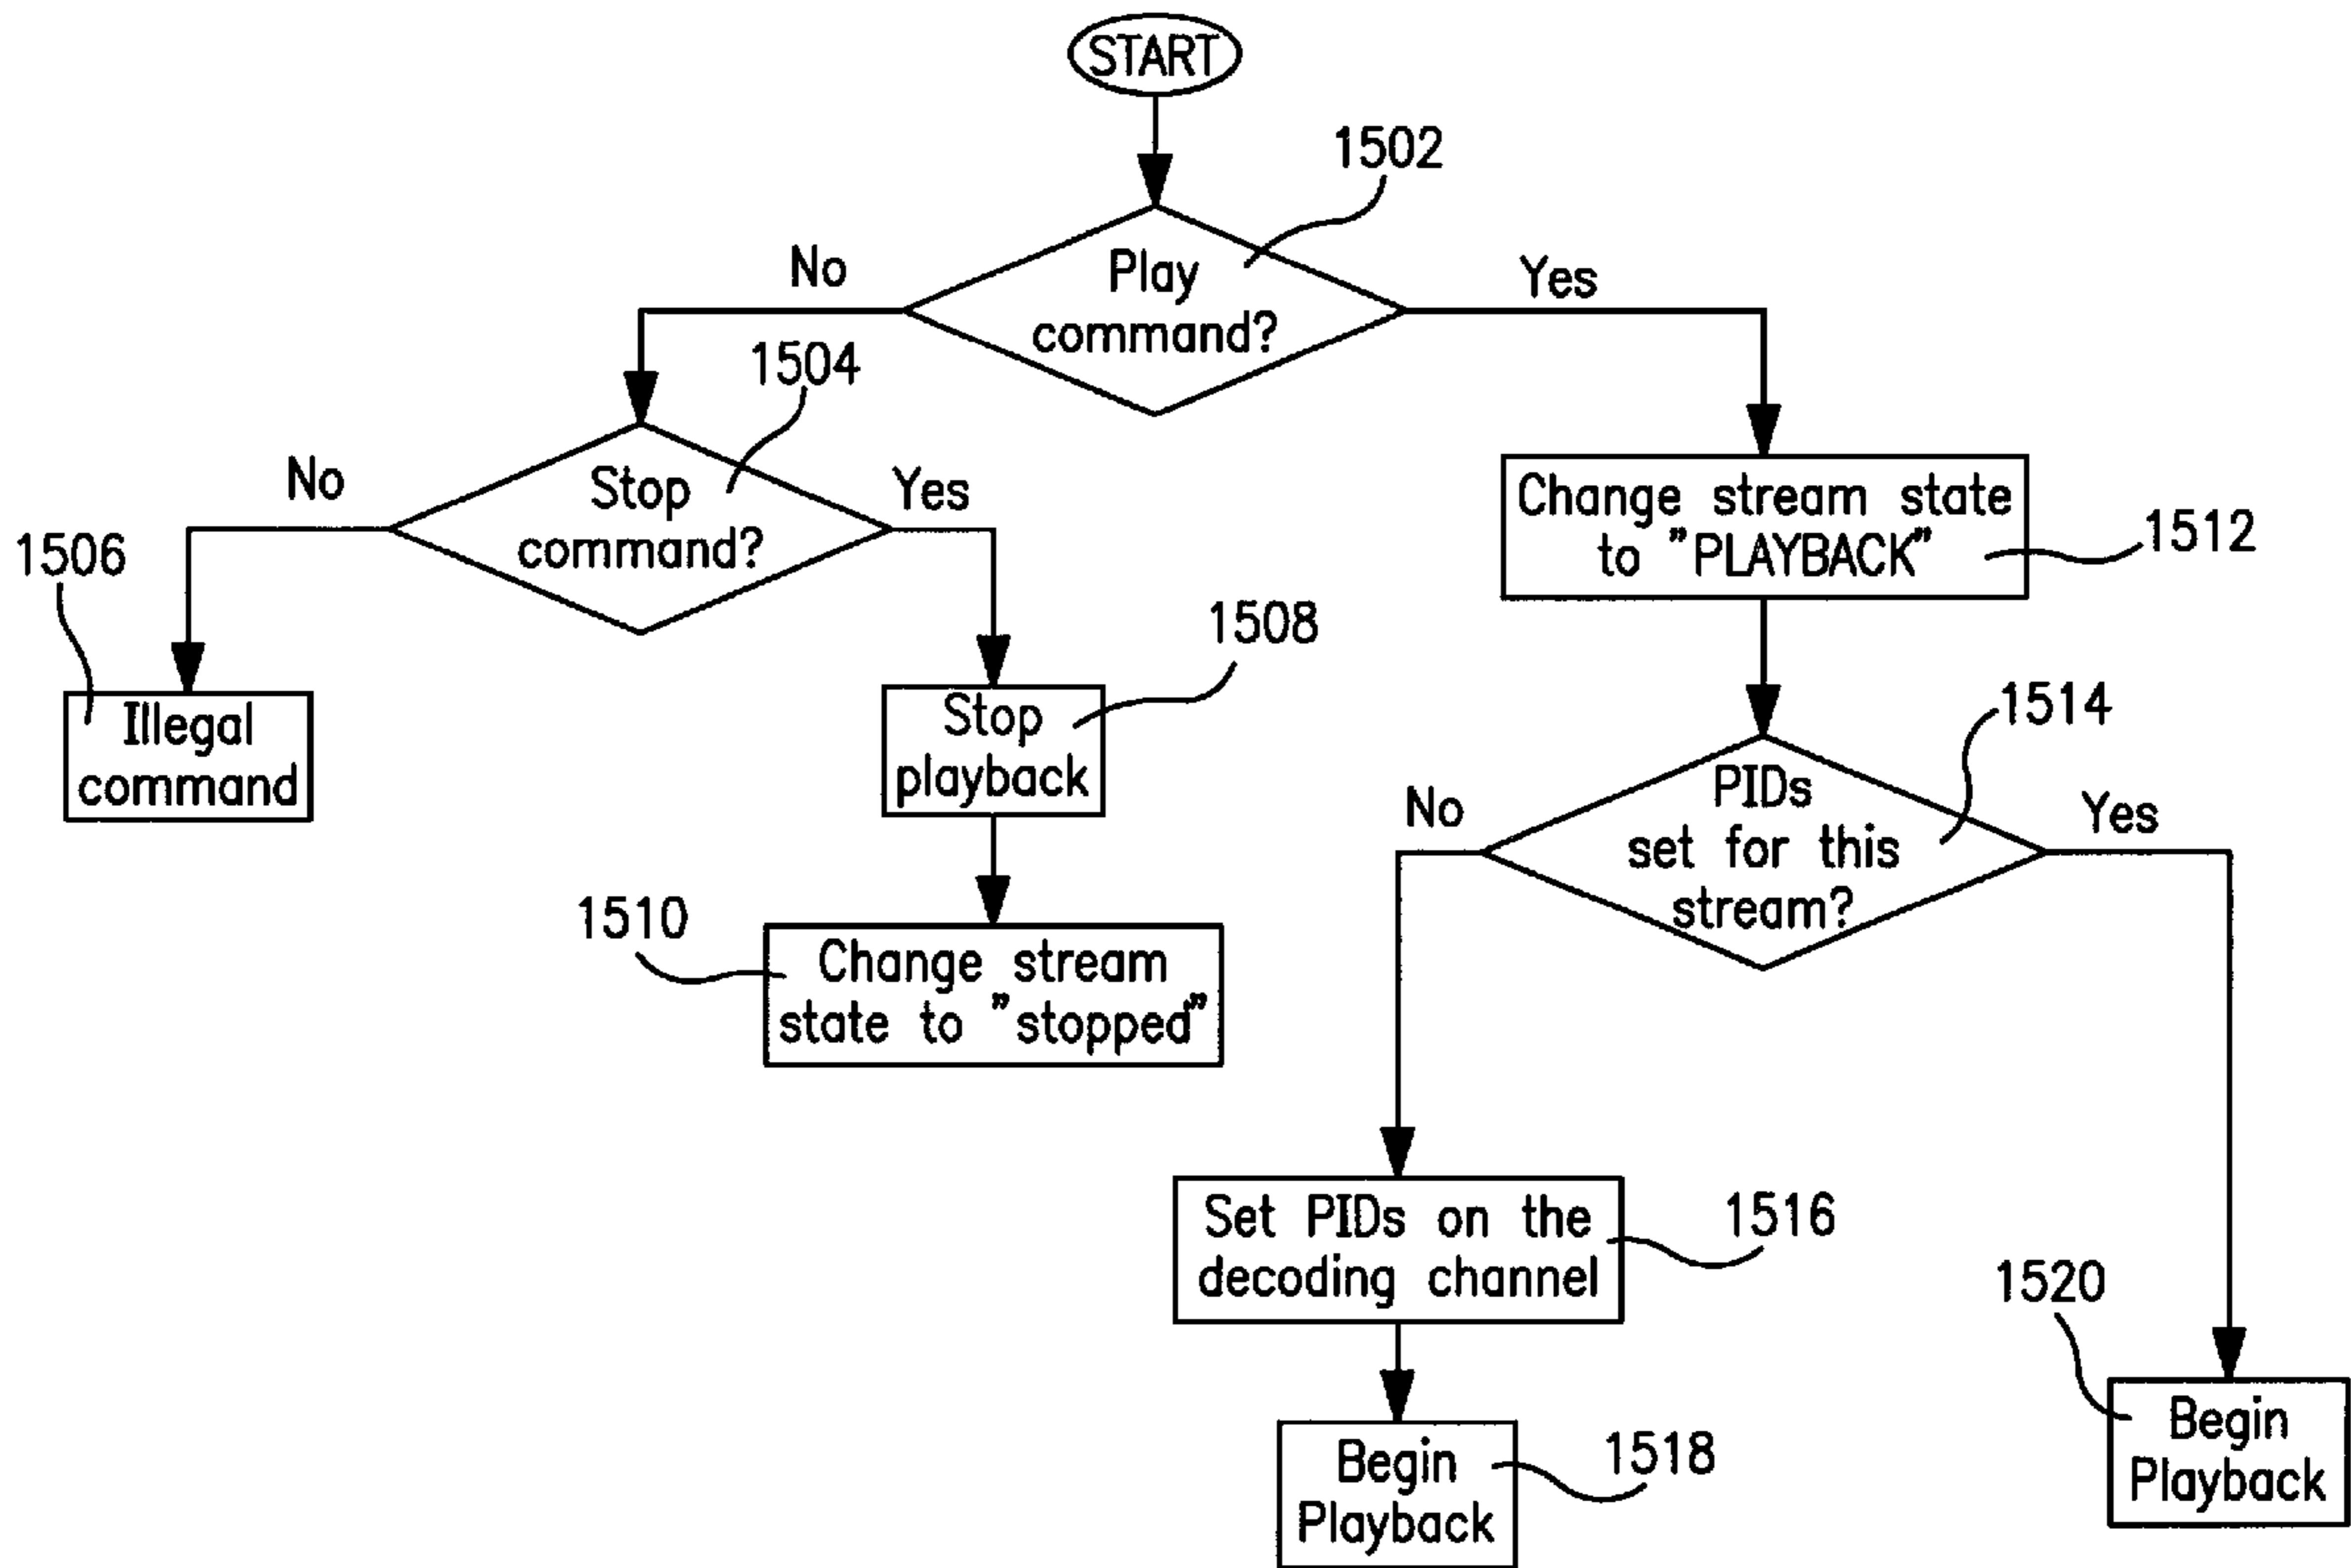 START
1502
Play
command?
No
Yes
1504
Stop
command?
No
Yes
1506
Illegal
command
1508
Stop
playback
1510
Change stream
state to "stopped"
Change stream state
to "PLAYBACK"
1512
1514
PIDs
set for this
stream?
No
Yes
Set PIDs on the
decoding channel
1516
Begin
Playback
1518
1520
Begin
Playback